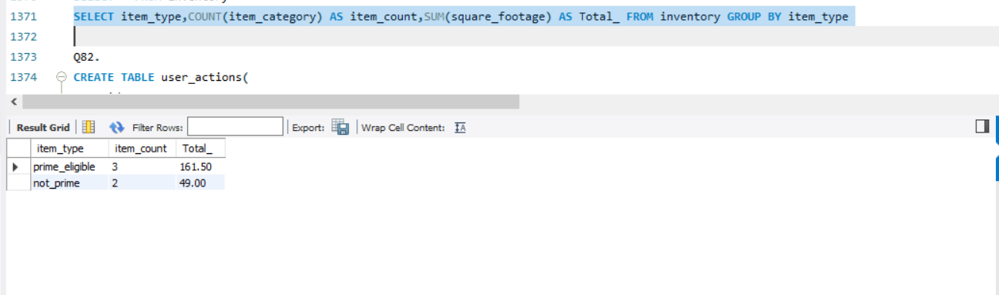 1371 SELECT item_type,COUNT(item_category) AS item_count,SUM(square_footage) AS Total_ FROM inventory GROUP BY item_type
1372
1373 Q82.
1374 CREATE TABLE user_actions(
Result Grid Filter Rows: Export: Wrap Cell Content: IA
item_type item_count Total_
prime_eligible 3 161.50
not_prime 2 49.00